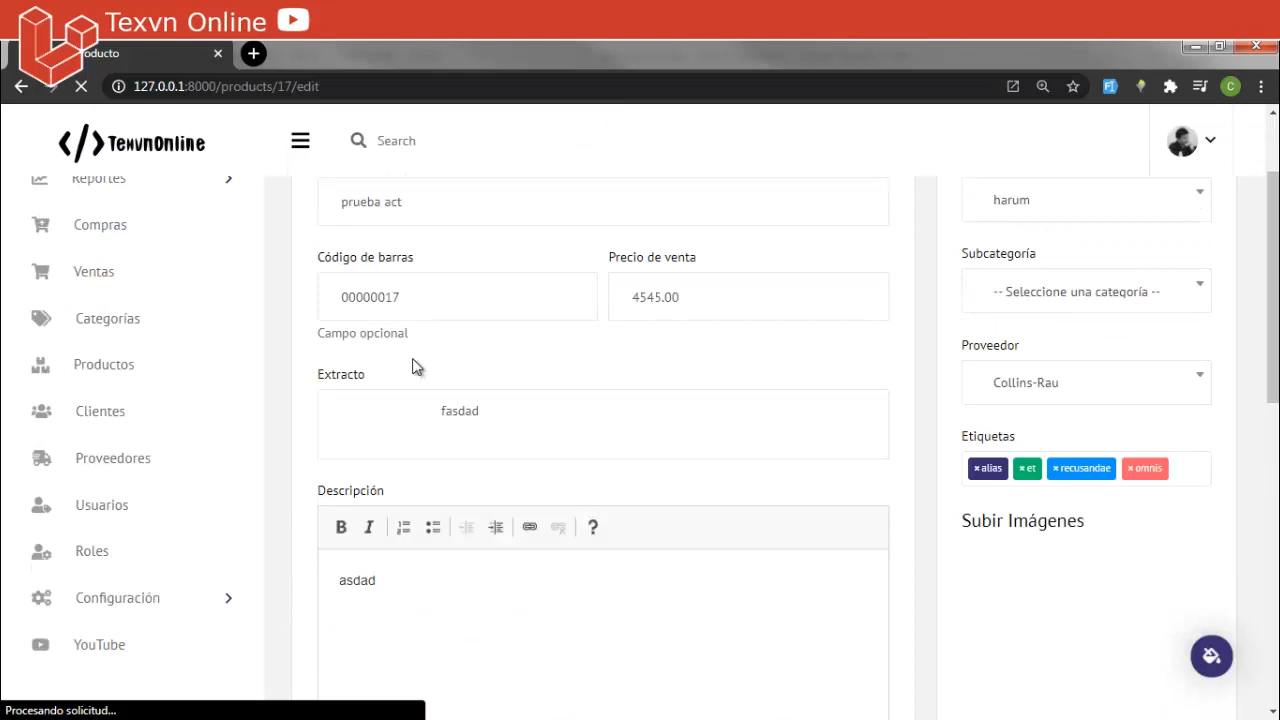 Texvn Online
oducto
127.0.0.1:8000/products/17/edit
C
TexvnOnline
Search
Reportes
Compras
Ventas
Categorías
Productos
Clientes
Proveedores
Usuarios
Roles
Configuración
YouTube
prueba act
Código de barras
Precio de venta
00000017
4545.00
Campo opcional
Extracto
fasdad
Descripción
B I ?
asdad
harum
Subcategoría
-- Seleccione una categoría --
Proveedor
Collins-Rau
Etiquetas
×alias ×et ×recusandae ×omnis
Subir Imágenes
Procesando solicitud...